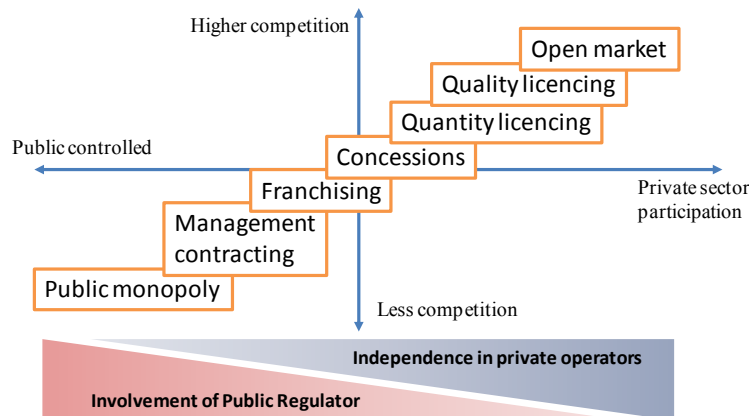 Higher competition
Open market
Quality licencing
Quantity licencing
Public controlled
Concessions
Franchising
Private sector
participation
Management
contracting
Public monopoly
Less competition
Independence in private operators
Involvement of Public Regulator